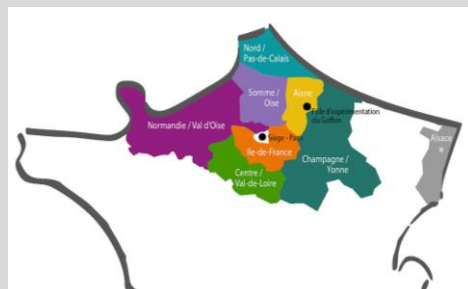 Nord /
Pas-de-Calais
Somme /
Oise
Aisne
Pôle d'expérimentation
du Griffon
Normandie / Val d'Oise
Siège - Paris
Ile-de-France
Champagne /
Yonne
Centre /
Val-de-Loire
Alsace